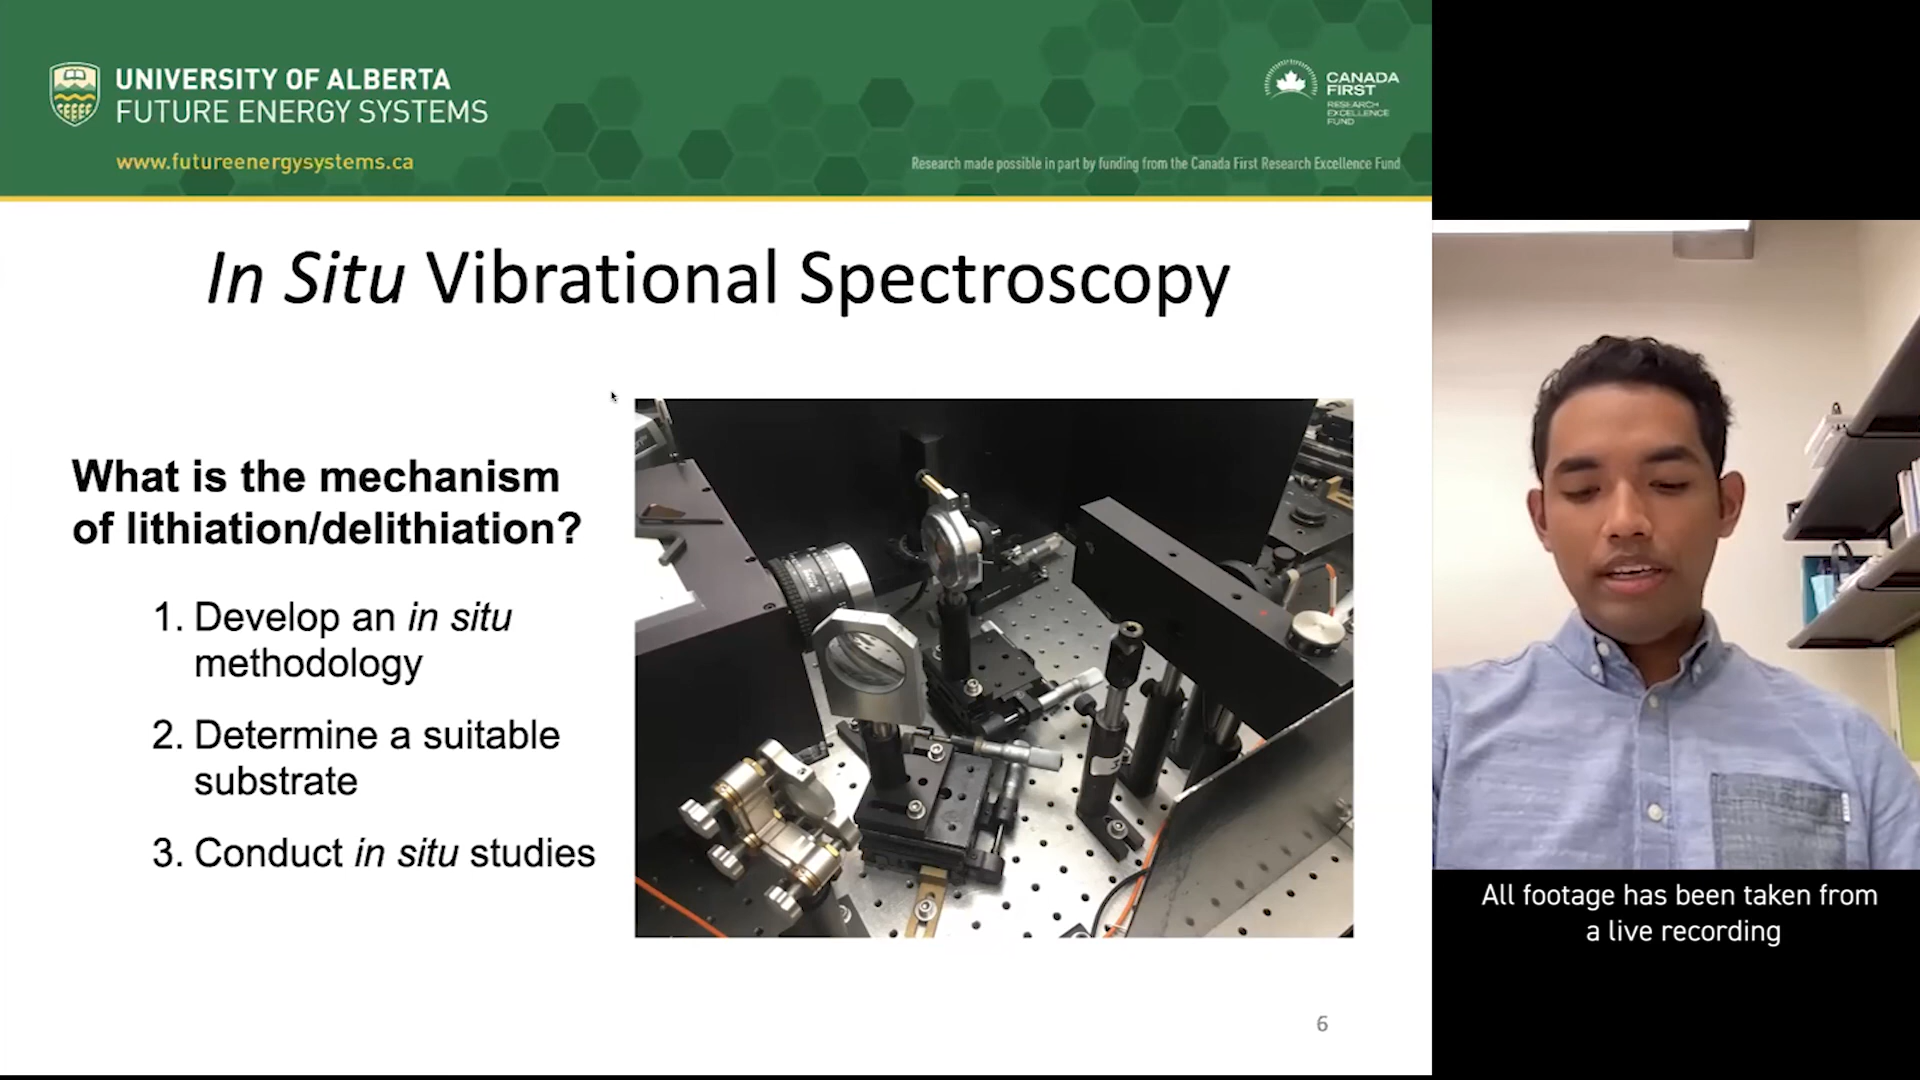 UNIVERSITY OF ALBERTA
FUTURE ENERGY SYSTEMS
www.futureenergysystems.ca
CANADA
FIRST
RESEARCH
EXCELLENCE
FUND
Research made possible in part by funding from the Canada First Research Excellence Fund
In Situ Vibrational Spectroscopy
What is the mechanism
of lithiation/delithiation?
1. Develop an in situ
methodology
2. Determine a suitable
substrate
3. Conduct in situ studies
6
All footage has been taken from
a live recording